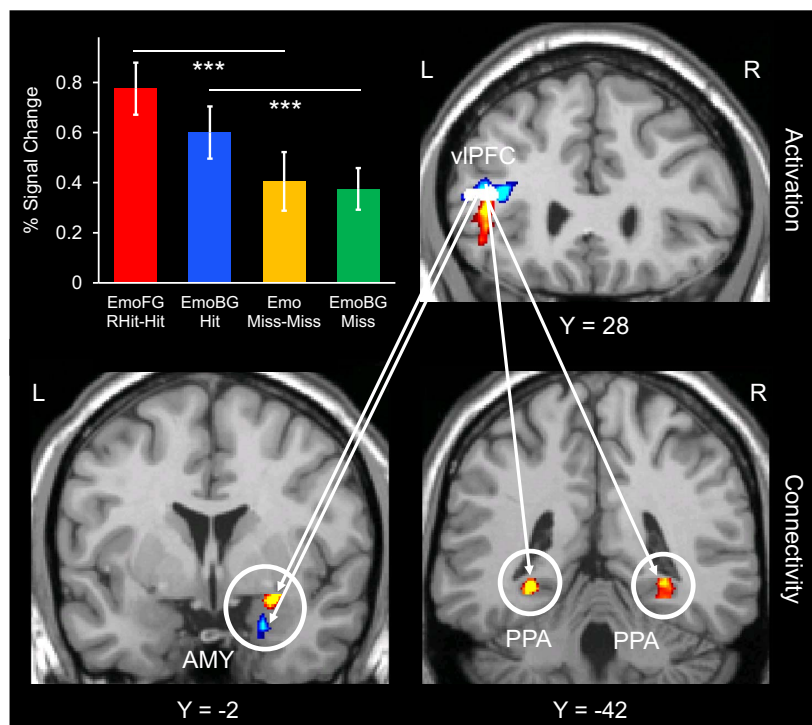 L
R
Activation
% Signal Change
0.8
0.6
0.4
0.2
0
***
***
EmoFG
RHit-Hit
EmoBG
Hit
Emo
Miss-Miss
EmoBG
Miss
vlPFC
Y = 28
L
R
Connectivity
AMY
PPA
PPA
Y = -2
Y = -42